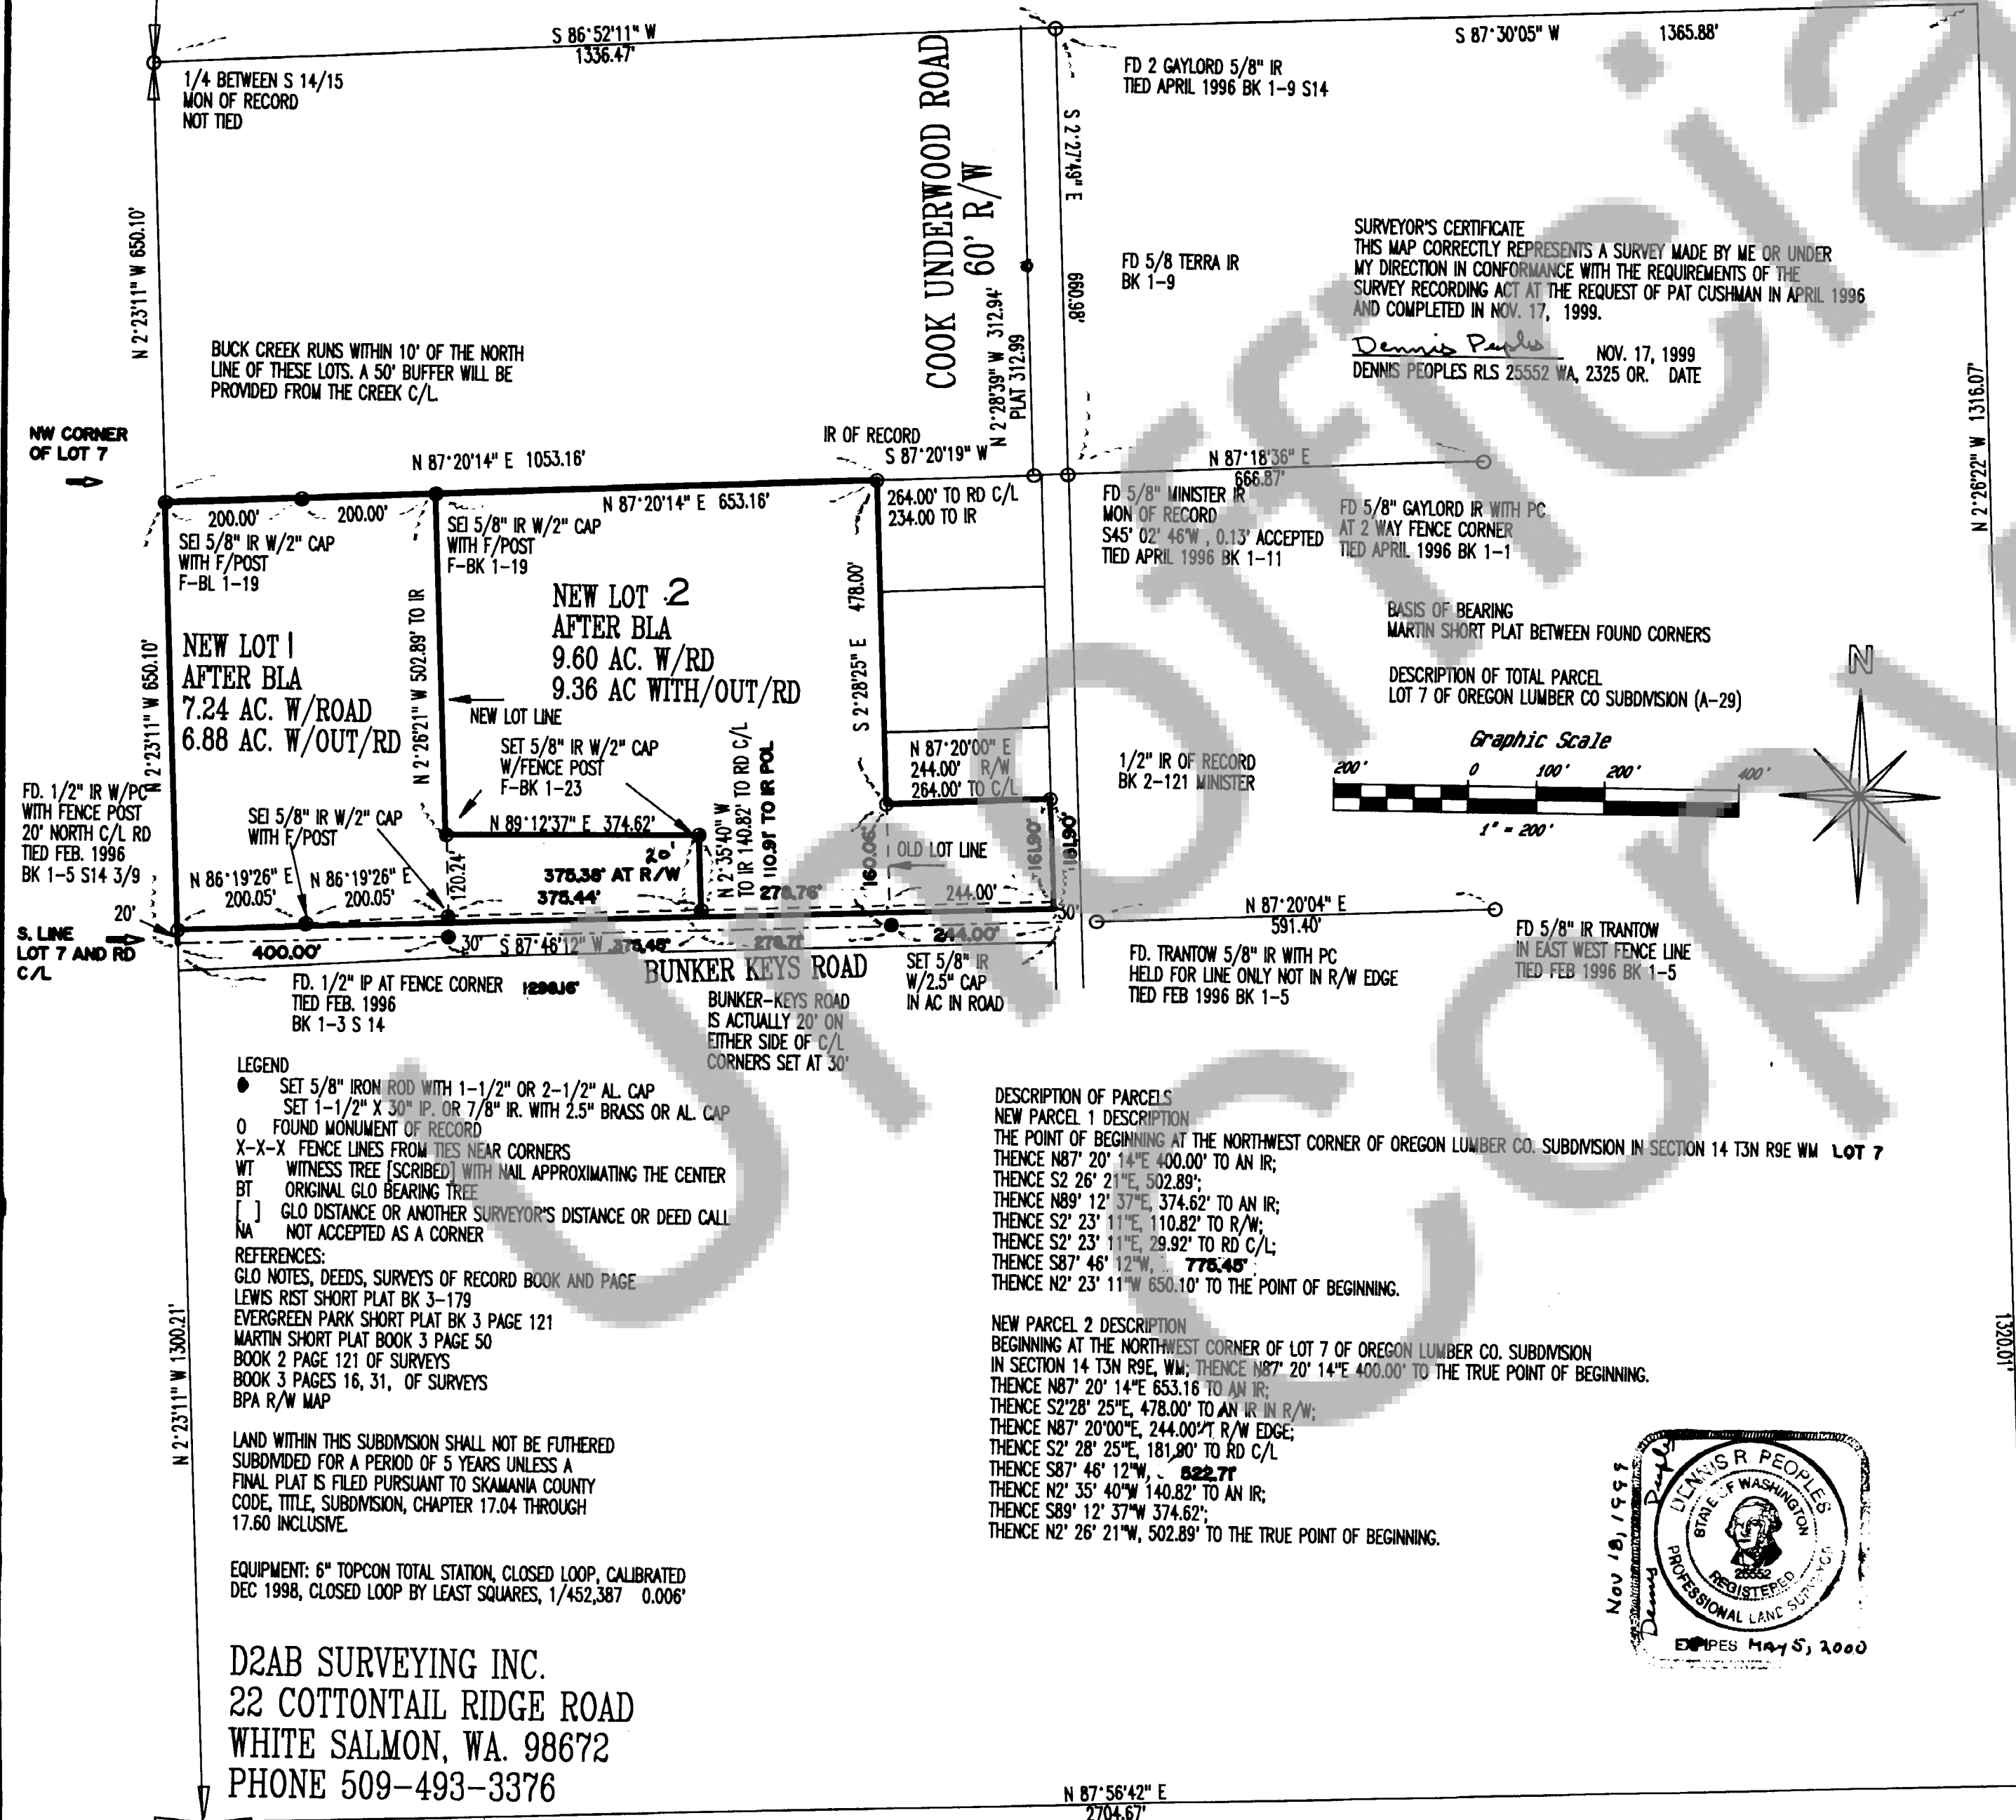 S 86°52'11" W
1336.47'
S 87°30'05" W 1365.88'
1/4 BETWEEN S 14/15
MON OF RECORD
NOT TIED
COOK UNDERWOOD ROAD
60' R/W
FD 2 GAYLORD 5/8" IR
TIED APRIL 1996 BK 1-9 S14
S 2°27'49" E
660.98'
N 2°23'11" W 650.10'
FD 5/8 TERRA IR
BK 1-9
N 2°28'39" W 312.94'
PLAT 312.99
SURVEYOR'S CERTIFICATE
THIS MAP CORRECTLY REPRESENTS A SURVEY MADE BY ME OR UNDER
MY DIRECTION IN CONFORMANCE WITH THE REQUIREMENTS OF THE
SURVEY RECORDING ACT AT THE REQUEST OF PAT CUSHMAN IN APRIL 1996
AND COMPLETED IN NOV. 17, 1999.
Dennis Peoples NOV. 17, 1999
DENNIS PEOPLES RLS 25552 WA, 2325 OR. DATE
N 2°26'22" W 1316.07'
BUCK CREEK RUNS WITHIN 10' OF THE NORTH
LINE OF THESE LOTS. A 50' BUFFER WILL BE
PROVIDED FROM THE CREEK C/L
NW CORNER
OF LOT 7
N 87°20'14" E 1053.16'
IR OF RECORD
S 87°20'19" W
N 87°18'36" E
666.87'
200.00' 200.00'
N 87°20'14" E 653.16'
264.00' TO RD C/L
234.00 TO IR
SEI 5/8" IR W/2" CAP
WITH F/POST
F-BL 1-19
SEI 5/8" IR W/2" CAP
WITH F/POST
F-BK 1-19
FD 5/8" MINISTER IR
MON OF RECORD
S45' 02' 46"W , 0.13' ACCEPTED
TIED APRIL 1996 BK 1-11
FD 5/8" GAYLORD IR WITH PC
AT 2 WAY FENCE CORNER
TIED APRIL 1996 BK 1-1
NEW LOT 1
AFTER BLA
7.24 AC. W/ROAD
6.88 AC. W/OUT/RD
N 2°23'11" W 650.10'
N 2°26'21" W 502.89' TO IR
NEW LOT 2
AFTER BLA
9.60 AC. W/RD
9.36 AC WITH/OUT/RD
S 2°28'25" E 478.00'
BASIS OF BEARING
MARTIN SHORT PLAT BETWEEN FOUND CORNERS
DESCRIPTION OF TOTAL PARCEL
LOT 7 OF OREGON LUMBER CO SUBDIVISION (A-29)
N
Graphic Scale
200' 0 100' 200' 400'
1" = 200'
NEW LOT LINE
SET 5/8" IR W/2" CAP
W/FENCE POST
F-BK 1-23
N 2°35'40" W
TO IR 140.82' TO RD C/L
110.91' TO IR POL
N 87°20'00" E
244.00' R/W
264.00' TO C/L
1/2" IR OF RECORD
BK 2-121 MINISTER
FD. 1/2" IR W/PC
WITH FENCE POST
20' NORTH C/L RD
TIED FEB. 1996
BK 1-5 S14 3/9
SEI 5/8" IR W/2" CAP
WITH F/POST
N 89°12'37" E 374.62'
20'
120.24'
375.38' AT R/W
375.44'
160.06'
OLD LOT LINE
161.90'
N 86°19'26" E N 86°19'26" E
200.05' 200.05'
278.76'
244.00'
20'
30'
S. LINE
LOT 7 AND RD
C/L
400.00'
30'
S 87°46'12" W 375.45'
278.71'
244.00'
N 87°20'04" E
591.40'
BUNKER KEYS ROAD
FD. 1/2" IP AT FENCE CORNER
TIED FEB. 1996
BK 1-3 S 14
1298.16'
BUNKER-KEYS ROAD
IS ACTUALLY 20' ON
EITHER SIDE OF C/L
CORNERS SET AT 30'
SET 5/8" IR
W/2.5" CAP
IN AC IN ROAD
FD. TRANTOW 5/8" IR WITH PC
HELD FOR LINE ONLY NOT IN R/W EDGE
TIED FEB 1996 BK 1-5
FD 5/8" IR TRANTOW
IN EAST WEST FENCE LINE
TIED FEB 1996 BK 1-5
LEGEND
SET 5/8" IRON ROD WITH 1-1/2" OR 2-1/2" AL. CAP
SET 1-1/2" X 30" IP. OR 7/8" IR. WITH 2.5" BRASS OR AL. CAP
O FOUND MONUMENT OF RECORD
X-X-X FENCE LINES FROM TIES NEAR CORNERS
WT WITNESS TREE [SCRIBED] WITH NAIL APPROXIMATING THE CENTER
BT ORIGINAL GLO BEARING TREE
[ ] GLO DISTANCE OR ANOTHER SURVEYOR'S DISTANCE OR DEED CALL
NA NOT ACCEPTED AS A CORNER
REFERENCES:
GLO NOTES, DEEDS, SURVEYS OF RECORD BOOK AND PAGE
LEWIS RIST SHORT PLAT BK 3-179
EVERGREEN PARK SHORT PLAT BK 3 PAGE 121
MARTIN SHORT PLAT BOOK 3 PAGE 50
BOOK 2 PAGE 121 OF SURVEYS
BOOK 3 PAGES 16, 31, OF SURVEYS
BPA R/W MAP
LAND WITHIN THIS SUBDIVISION SHALL NOT BE FUTHERED
SUBDIVIDED FOR A PERIOD OF 5 YEARS UNLESS A
FINAL PLAT IS FILED PURSUANT TO SKAMANIA COUNTY
CODE, TITLE, SUBDIVISION, CHAPTER 17.04 THROUGH
17.60 INCLUSIVE.
EQUIPMENT: 6" TOPCON TOTAL STATION, CLOSED LOOP, CALIBRATED
DEC 1998, CLOSED LOOP BY LEAST SQUARES, 1/452,387 0.006'
N 2°23'11" W 1300.21'
D2AB SURVEYING INC.
22 COTTONTAIL RIDGE ROAD
WHITE SALMON, WA. 98672
PHONE 509-493-3376
DESCRIPTION OF PARCELS
NEW PARCEL 1 DESCRIPTION
THE POINT OF BEGINNING AT THE NORTHWEST CORNER OF OREGON LUMBER CO. SUBDIVISION IN SECTION 14 T3N R9E WM LOT 7
THENCE N87' 20' 14"E 400.00' TO AN IR;
THENCE S2 26' 21"E, 502.89';
THENCE N89' 12' 37"E, 374.62' TO AN IR;
THENCE S2' 23' 11"E, 110.82' TO R/W;
THENCE S2' 23' 11"E, 29.92' TO RD C/L;
THENCE S87' 46' 12"W, 775.45'
THENCE N2' 23' 11"W 650.10' TO THE POINT OF BEGINNING.
NEW PARCEL 2 DESCRIPTION
BEGINNING AT THE NORTHWEST CORNER OF LOT 7 OF OREGON LUMBER CO. SUBDIVISION
IN SECTION 14 T3N R9E, WM; THENCE N87' 20' 14"E 400.00' TO THE TRUE POINT OF BEGINNING.
THENCE N87' 20' 14"E 653.16 TO AN IR;
THENCE S2'28' 25"E, 478.00' TO AN IR IN R/W;
THENCE N87' 20'00"E, 244.00'T R/W EDGE;
THENCE S2' 28' 25"E, 181.90' TO RD C/L
THENCE S87' 46' 12"W, 522.71'
THENCE N2' 35' 40"W 140.82' TO AN IR;
THENCE S89' 12' 37"W 374.62';
THENCE N2' 26' 21"W, 502.89' TO THE TRUE POINT OF BEGINNING.
1320.01'
Nov 18, 1999
Dennis Peoples
DENNIS R. PEOPLES
STATE OF WASHINGTON
25552
REGISTERED
PROFESSIONAL LAND SURVEYOR
EXPIRES MAY 5, 2000
N 87°56'42" E
2704.67'
Unofficial
Copy